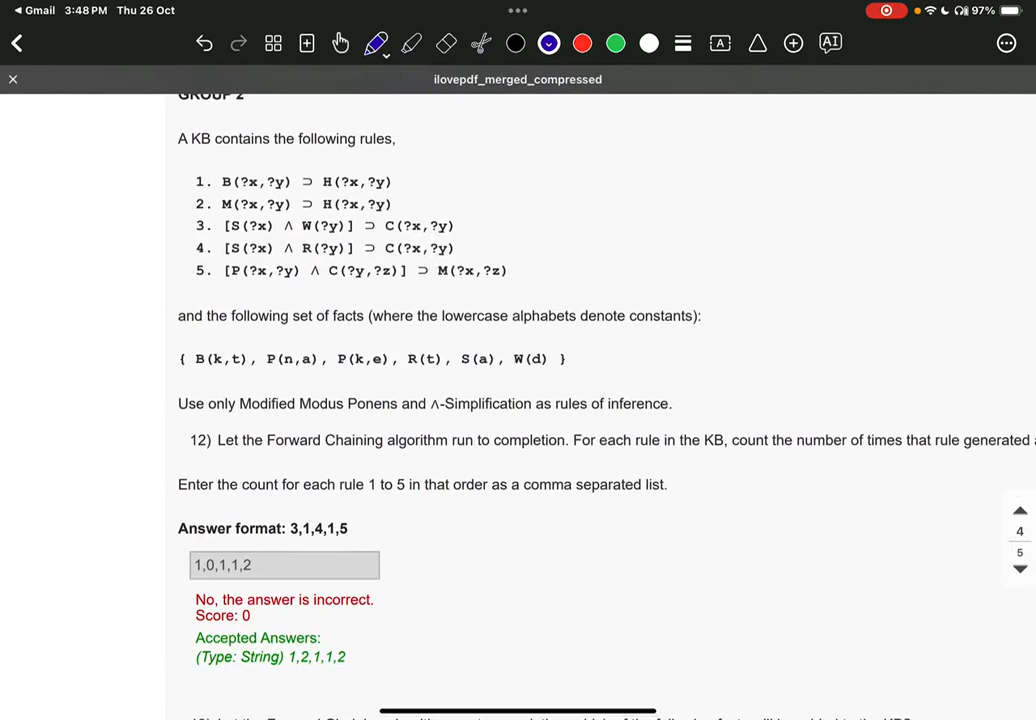 Gmail 3:48 PM Thu 26 Oct
97%
A
AI
ilovepdf_merged_compressed
GROUP 2
A KB contains the following rules,
1. B(?x,?y) ⊃ H(?x,?y)
2. M(?x,?y) ⊃ H(?x,?y)
3. [S(?x) ∧ W(?y)] ⊃ C(?x,?y)
4. [S(?x) ∧ R(?y)] ⊃ C(?x,?y)
5. [P(?x,?y) ∧ C(?y,?z)] ⊃ M(?x,?z)
and the following set of facts (where the lowercase alphabets denote constants):
{ B(k,t), P(n,a), P(k,e), R(t), S(a), W(d) }
Use only Modified Modus Ponens and ∧-Simplification as rules of inference.
12) Let the Forward Chaining algorithm run to completion. For each rule in the KB, count the number of times that rule generated
Enter the count for each rule 1 to 5 in that order as a comma separated list.
Answer format: 3,1,4,1,5
1,0,1,1,2
No, the answer is incorrect.
Score: 0
Accepted Answers:
(Type: String) 1,2,1,1,2
4
5